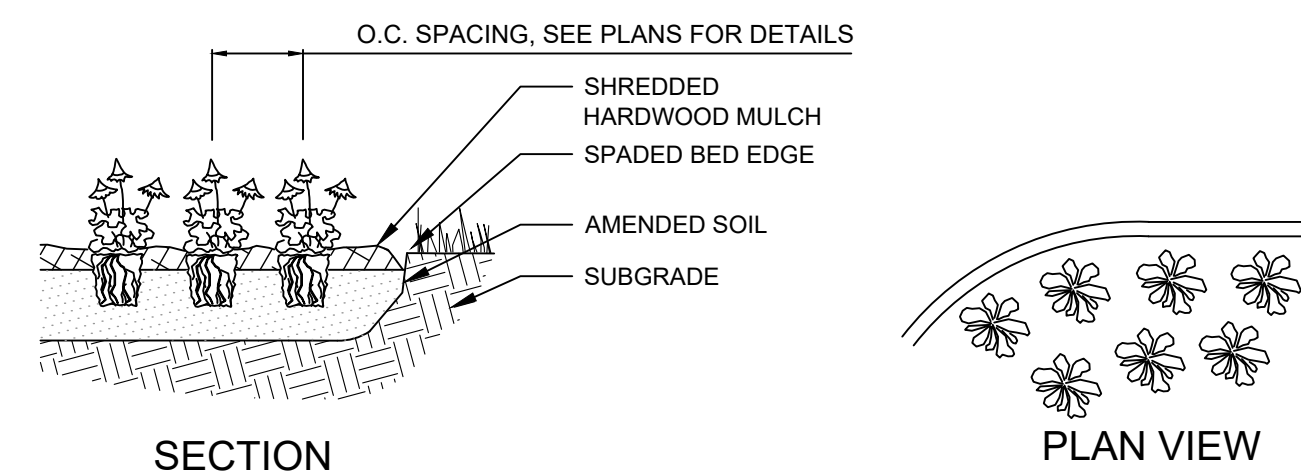 O.C. SPACING, SEE PLANS FOR DETAILS
SHREDDED
HARDWOOD MULCH
SPADED BED EDGE
AMENDED SOIL
SUBGRADE
SECTION
PLAN VIEW